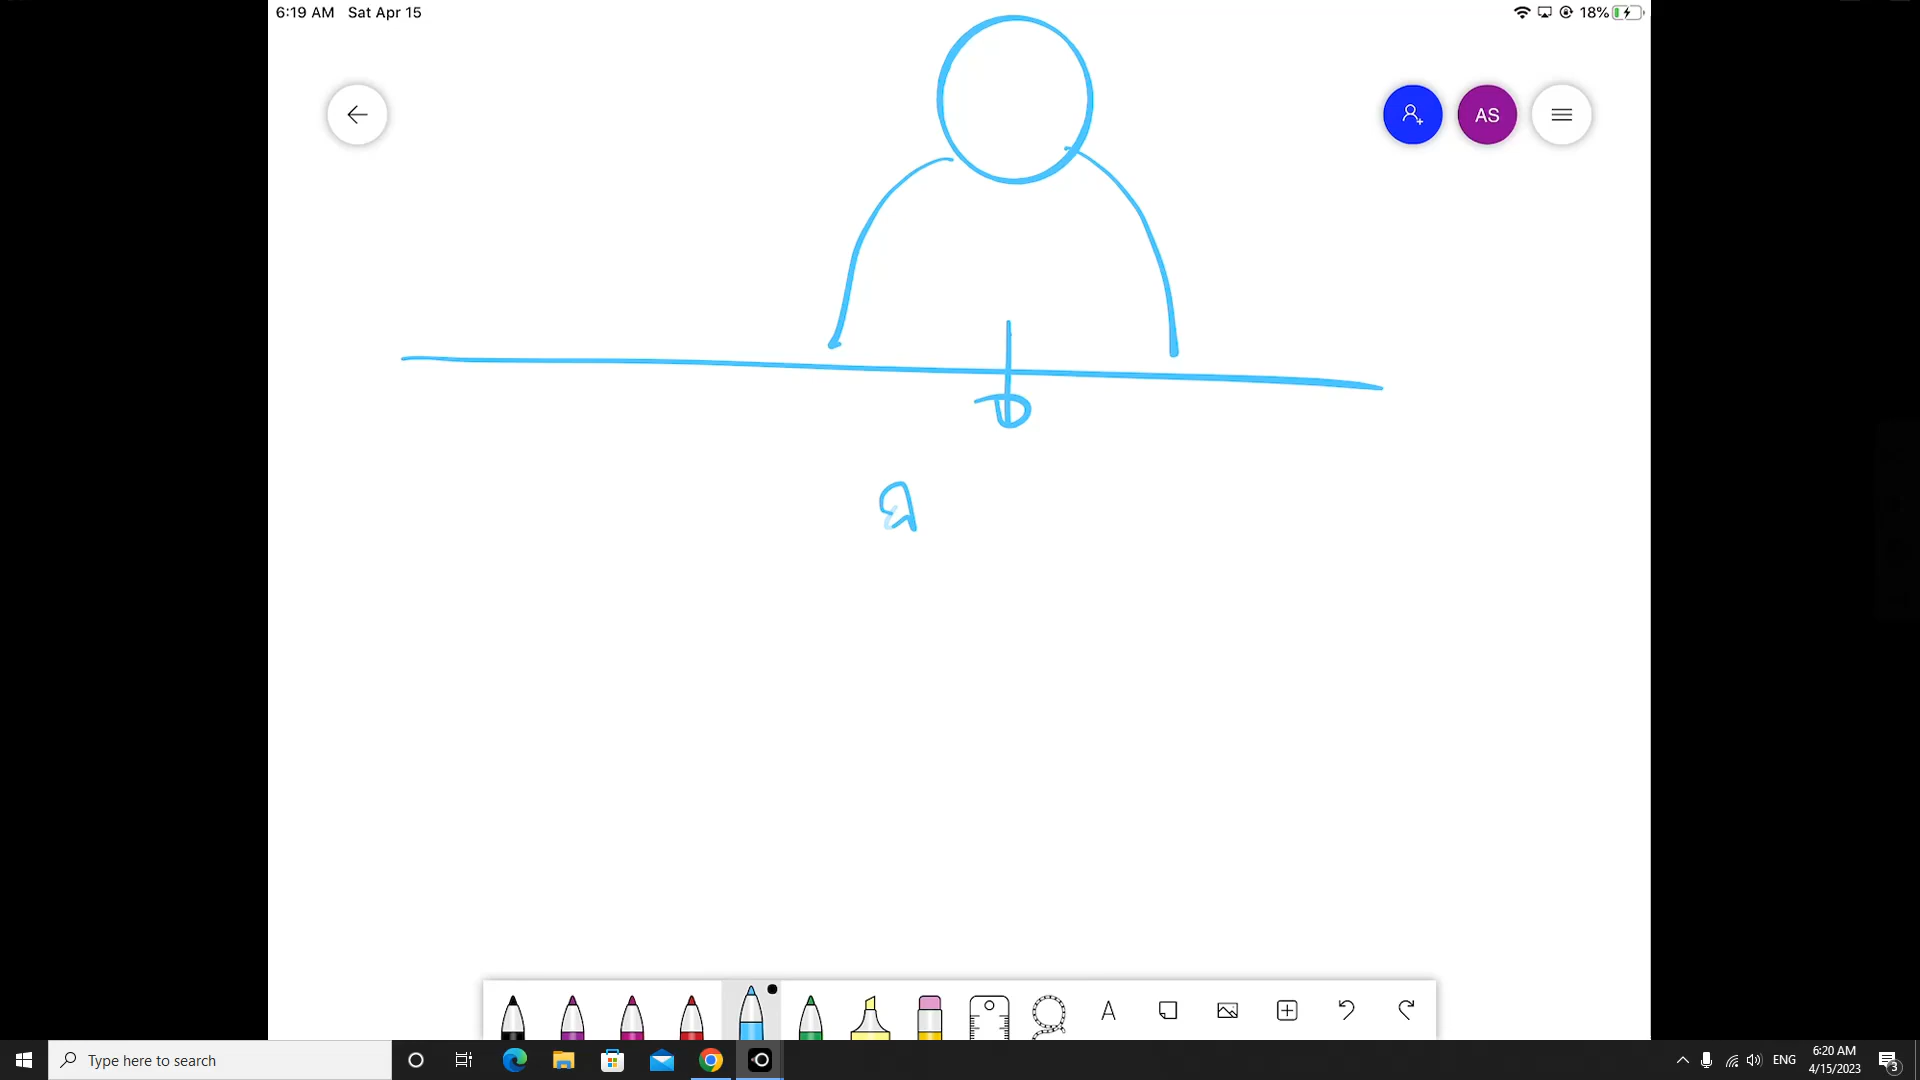 6:19 AM Sat Apr 15
18%
AS
A
Type here to search
ENG
6:20 AM
4/15/2023
3